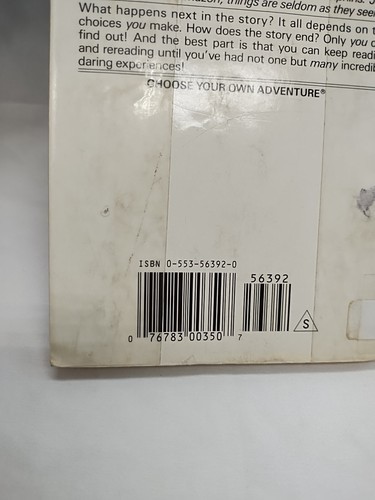 things are seldom as they
What happens next in the story? It all depends on
choices you make. How does the story end? Only you
find out! And the best part is that you can keep
and rereading until you've had not one but many
daring experiences!
CHOOSE YOUR OWN ADVENTURE®
ISBN 0-553-56392-0
56392
0 76783 00350 7
S